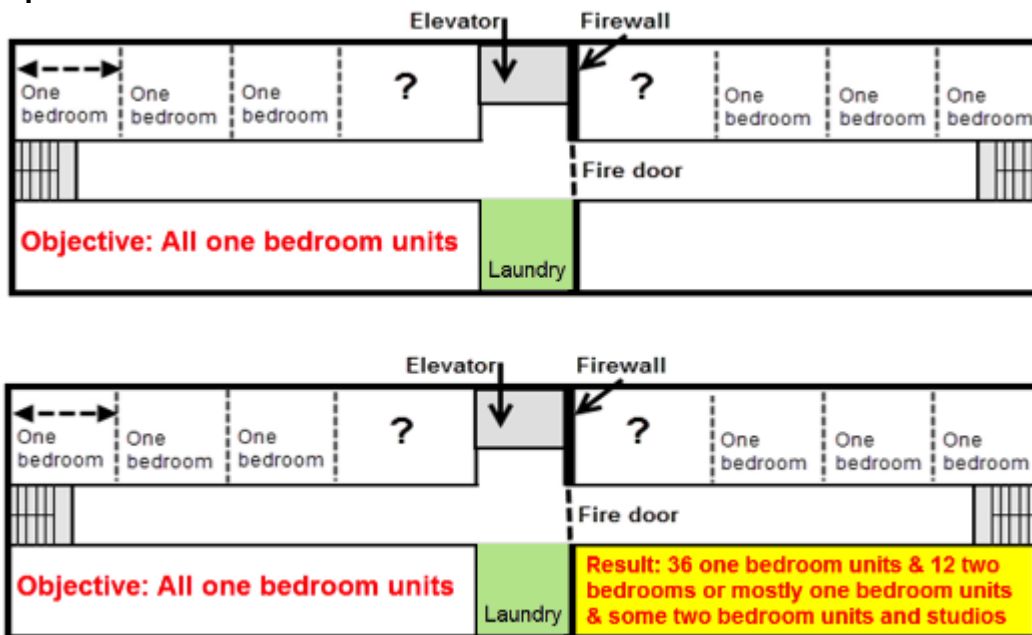 Elevator Firewall
? ?
One bedroom
One bedroom
One bedroom
One bedroom
One bedroom
One bedroom
Fire door
Objective: All one bedroom units
Laundry
Elevator Firewall
? ?
One bedroom
One bedroom
One bedroom
One bedroom
One bedroom
One bedroom
Fire door
Objective: All one bedroom units
Laundry
Result: 36 one bedroom units & 12 two
bedrooms or mostly one bedroom units
& some two bedroom units and studios